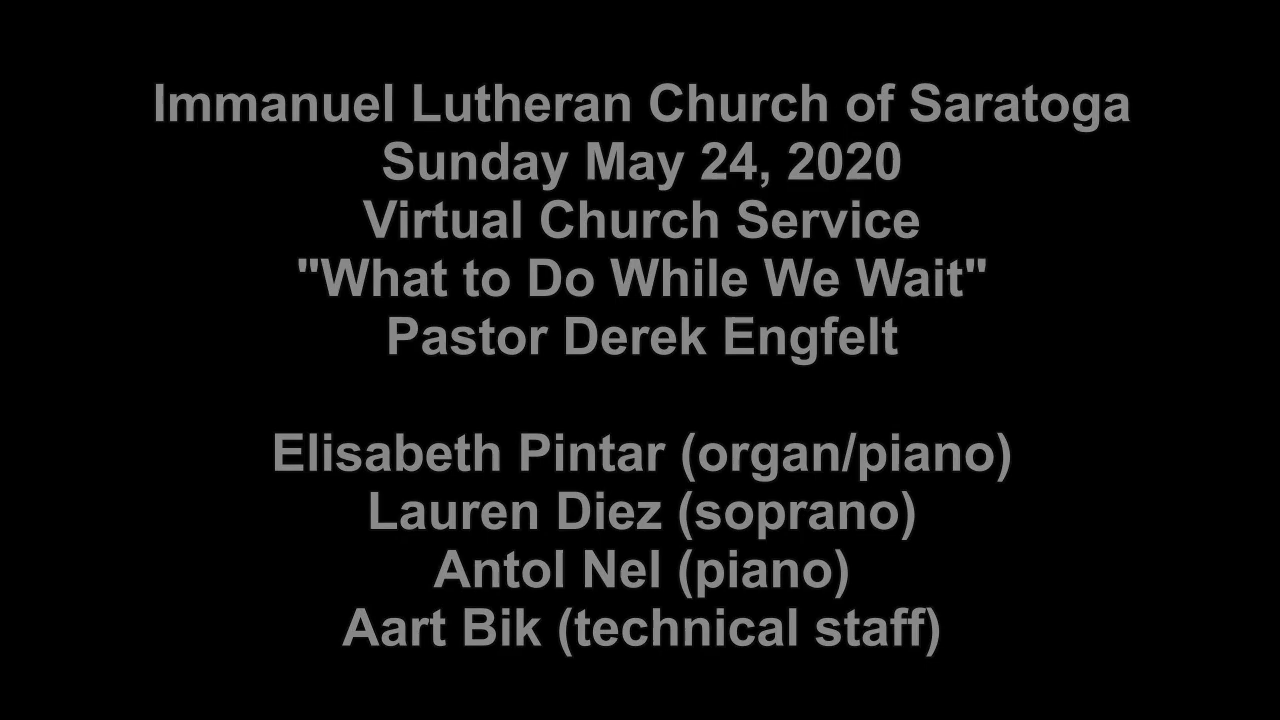 Immanuel Lutheran Church of Saratoga
Sunday May 24, 2020
Virtual Church Service
"What to Do While We Wait"
Pastor Derek Engfelt
Elisabeth Pintar (organ/piano)
Lauren Diez (soprano)
Antol Nel (piano)
Aart Bik (technical staff)